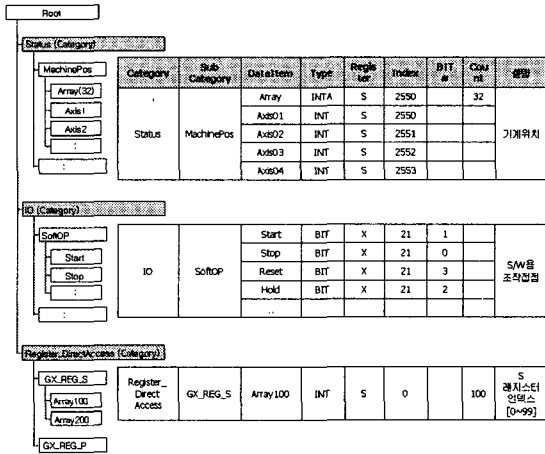 Root
Status (Category)
MachinePos
Array(32)
Axis1
Axis2
:
:
Category Sub Category DataItem Type Register Index BIT # Count 설명
Status MachinePos Array INTA S 2550 32 기계위치
Axis01 INT S 2550
Axis02 INT S 2551
Axis03 INT S 2552
Axis04 INT S 2553
IO (Category)
SoftOP
Start
Stop
:
:
IO SoftOP Start BIT X 21 1 S/W용 조작접점
Stop BIT X 21 0
Reset BIT X 21 3
Hold BIT X 21 2
..
Register_DirectAccess (Category)
GX_REG_S
Array100
Array200
GX_REG_P
Register_Direct Access GX_REG_S Array100 INT S 0 100 S 래지스터 인덱스 [0~99]